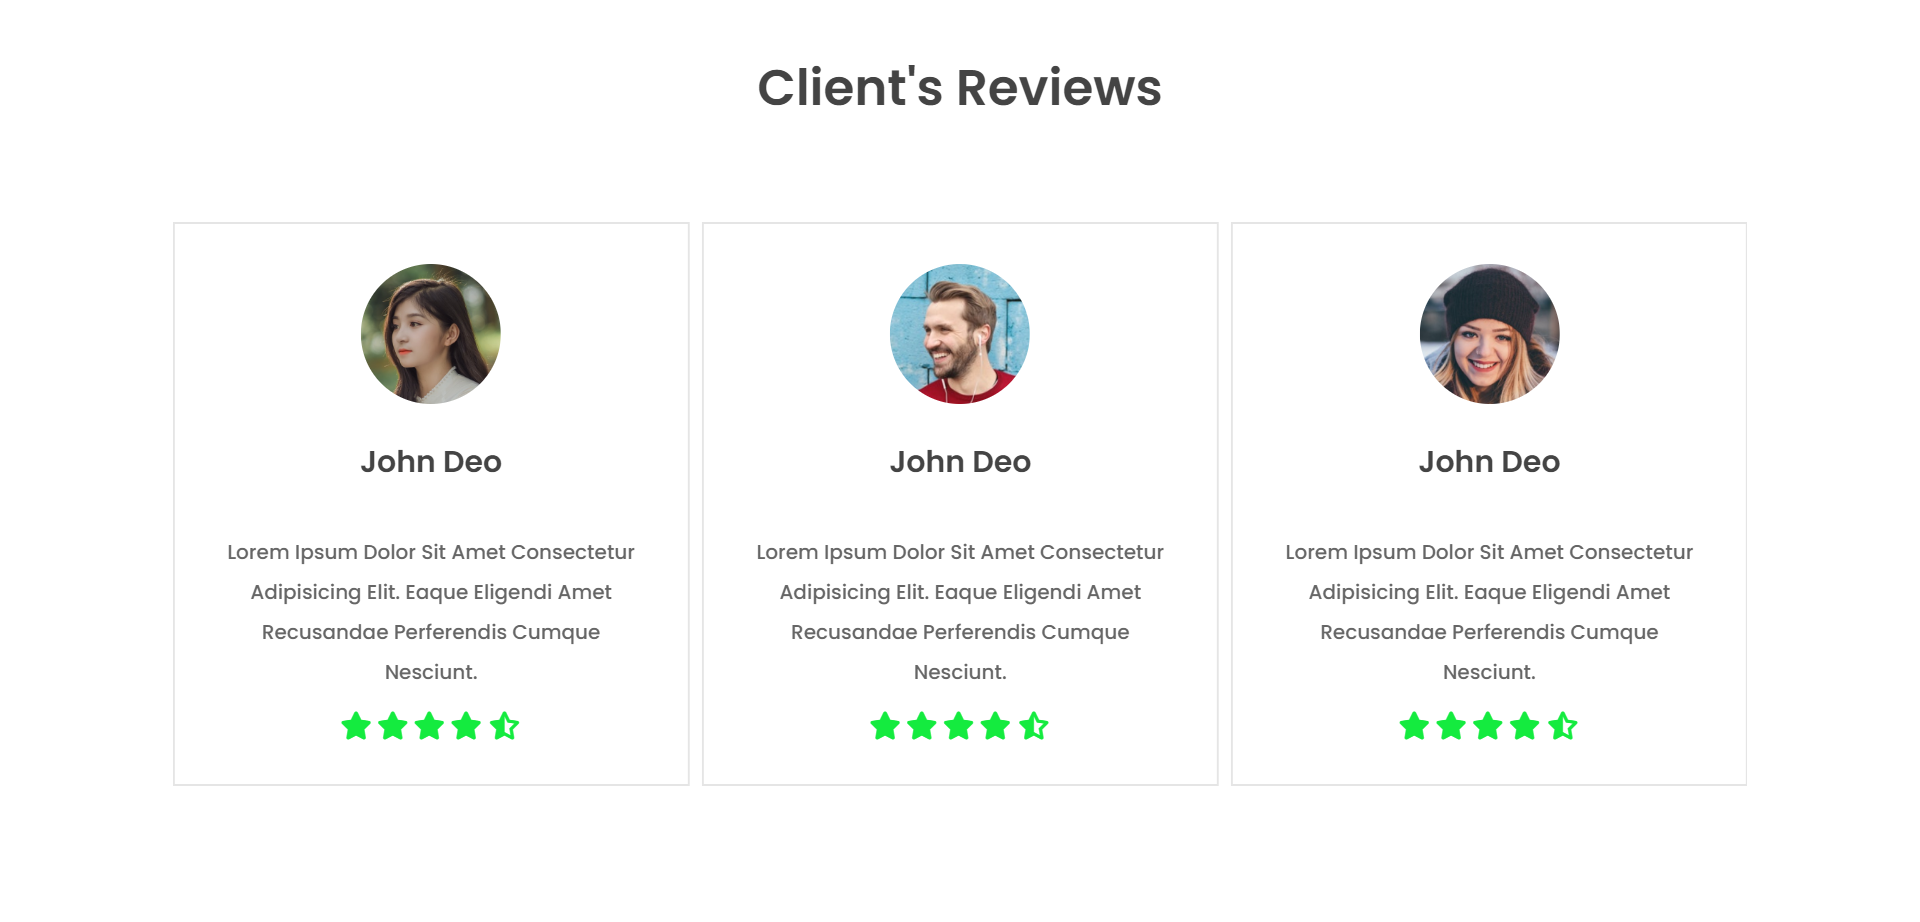 Client's Reviews
John Deo
Lorem Ipsum Dolor Sit Amet Consectetur
Adipisicing Elit. Eaque Eligendi Amet
Recusandae Perferendis Cumque
Nesciunt.
John Deo
Lorem Ipsum Dolor Sit Amet Consectetur
Adipisicing Elit. Eaque Eligendi Amet
Recusandae Perferendis Cumque
Nesciunt.
John Deo
Lorem Ipsum Dolor Sit Amet Consectetur
Adipisicing Elit. Eaque Eligendi Amet
Recusandae Perferendis Cumque
Nesciunt.